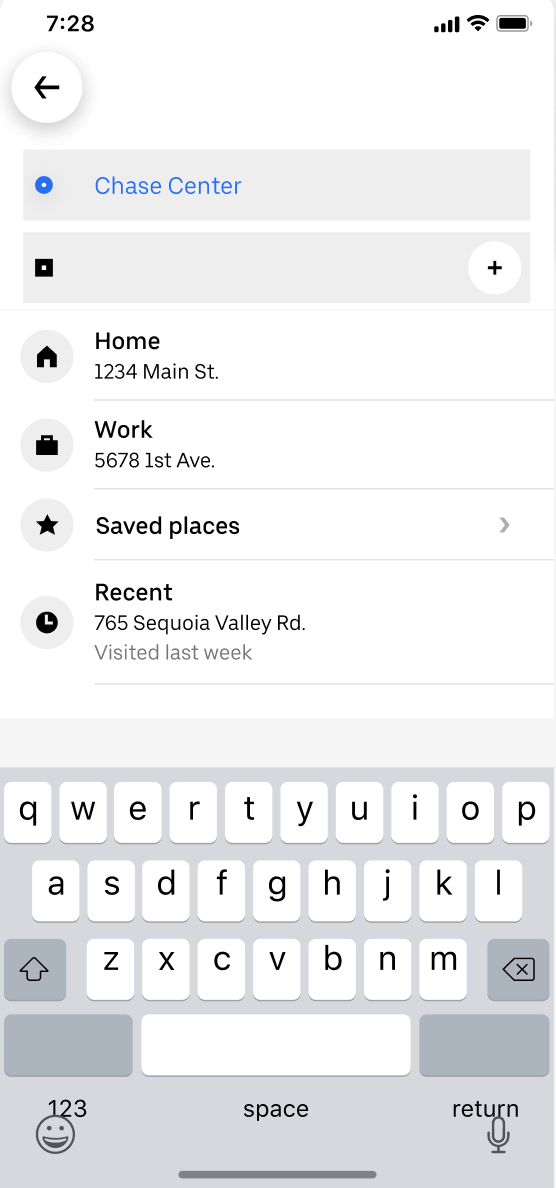 7:28
Chase Center
+
Home
1234 Main St.
Work
5678 1st Ave.
Saved places
Recent
765 Sequoia Valley Rd.
Visited last week
q w e r t y u i o p
a s d f g h j k l
z x c v b n m
123 space return